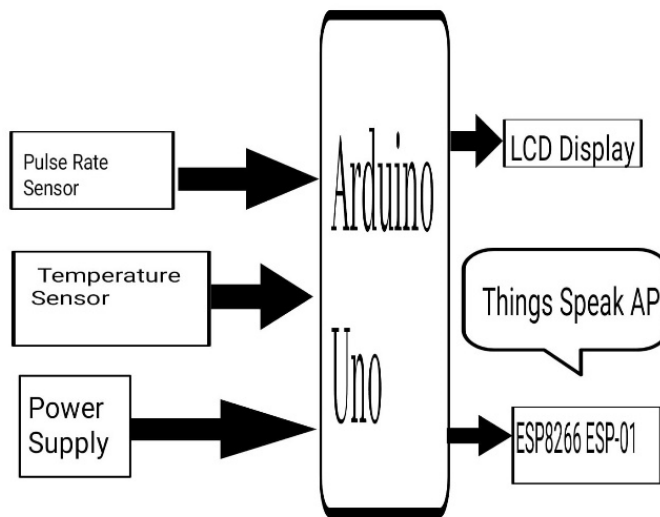 Pulse Rate
Sensor
Temperature
Sensor
Power
Supply
Arduino
Uno
LCD Display
Things Speak AP
ESP8266 ESP-01